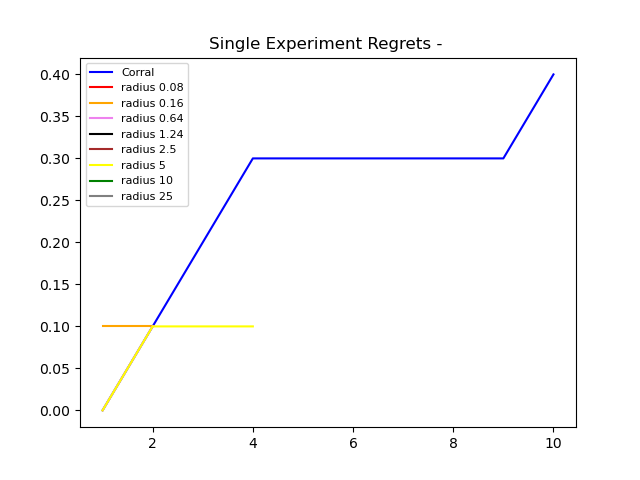 Single Experiment Regrets -
Corral
radius 0.08
radius 0.16
radius 0.64
radius 1.24
radius 2.5
radius 5
radius 10
radius 25
0.40
0.35
0.30
0.25
0.20
0.15
0.10
0.05
0.00
2 4 6 8 10